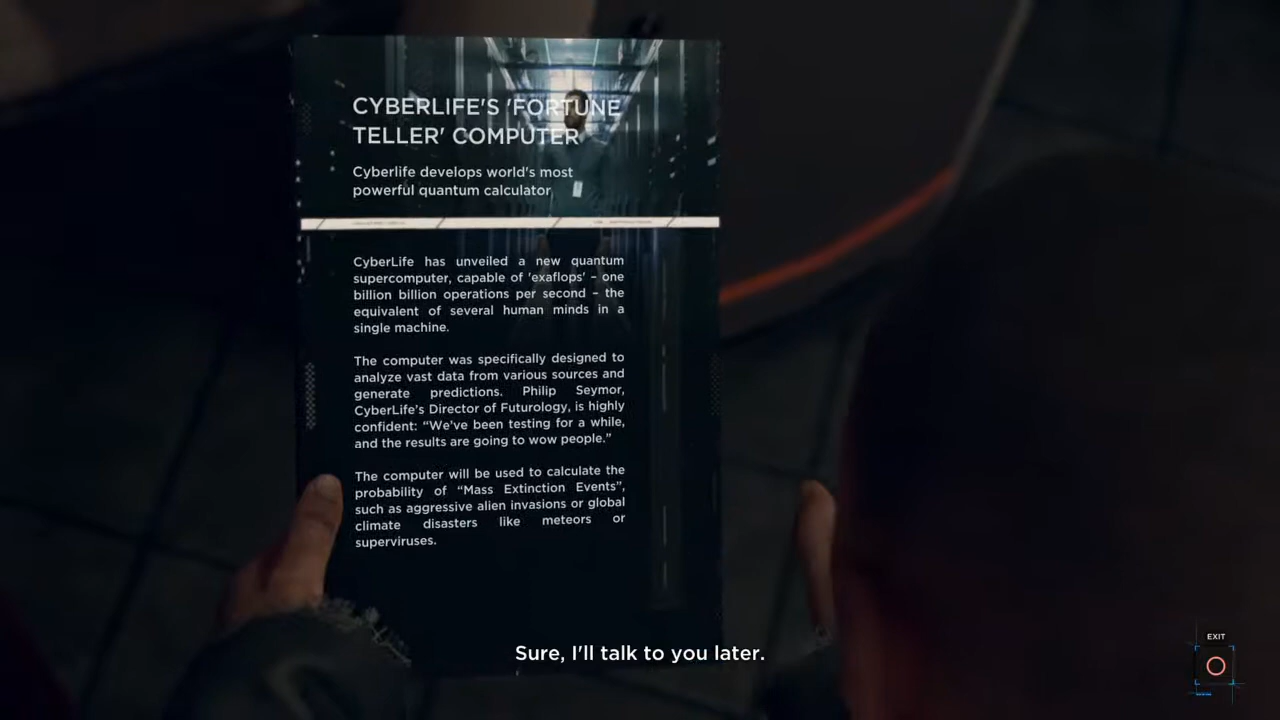 CYBERLIFE'S 'FORTUNE
TELLER' COMPUTER
Cyberlife develops world's most
powerful quantum calculator
CyberLife has unveiled a new quantum
supercomputer, capable of 'exaflops' – one
billion billion operations per second – the
equivalent of several human minds in a
single machine.
The computer was specifically designed to
analyze vast data from various sources and
generate predictions. Philip Seymor,
CyberLife's Director of Futurology, is highly
confident: “We've been testing for a while,
and the results are going to wow people.”
The computer will be used to calculate the
probability of “Mass Extinction Events”,
such as aggressive alien invasions or global
climate disasters like meteors or
superviruses.
Sure, I'll talk to you later.
EXIT